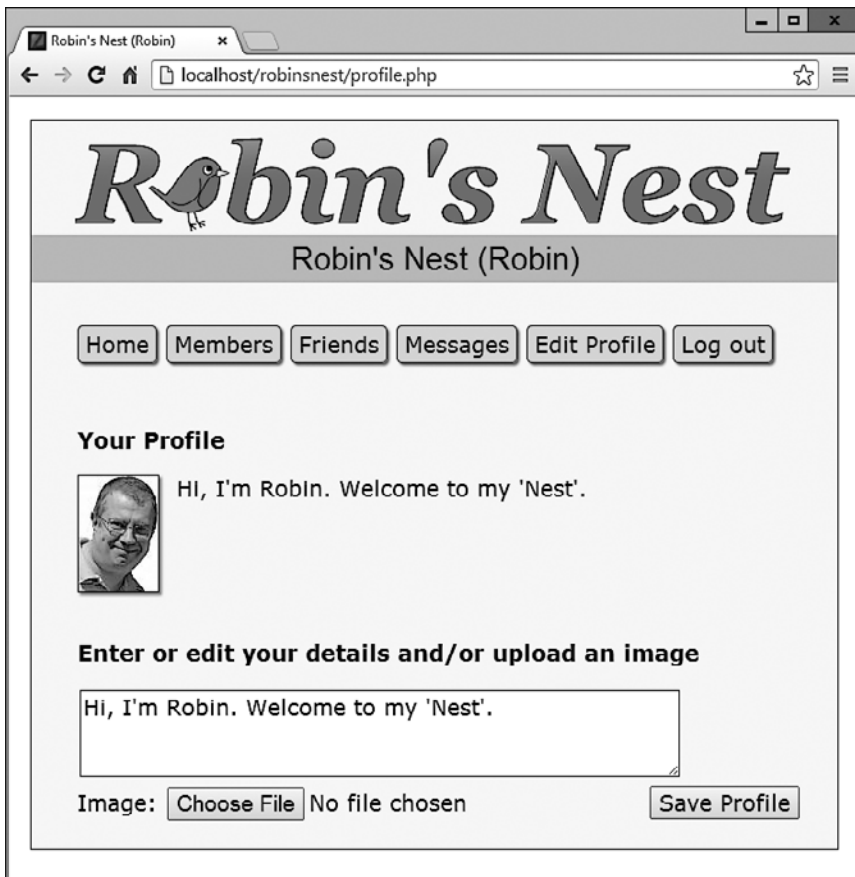 Robin's Nest (Robin)
localhost/robinsnest/profile.php
Robin's Nest
Robin's Nest (Robin)
Home Members Friends Messages Edit Profile Log out
Your Profile
Hi, I'm Robin. Welcome to my 'Nest'.
Enter or edit your details and/or upload an image
Hi, I'm Robin. Welcome to my 'Nest'.
Image: Choose File No file chosen Save Profile